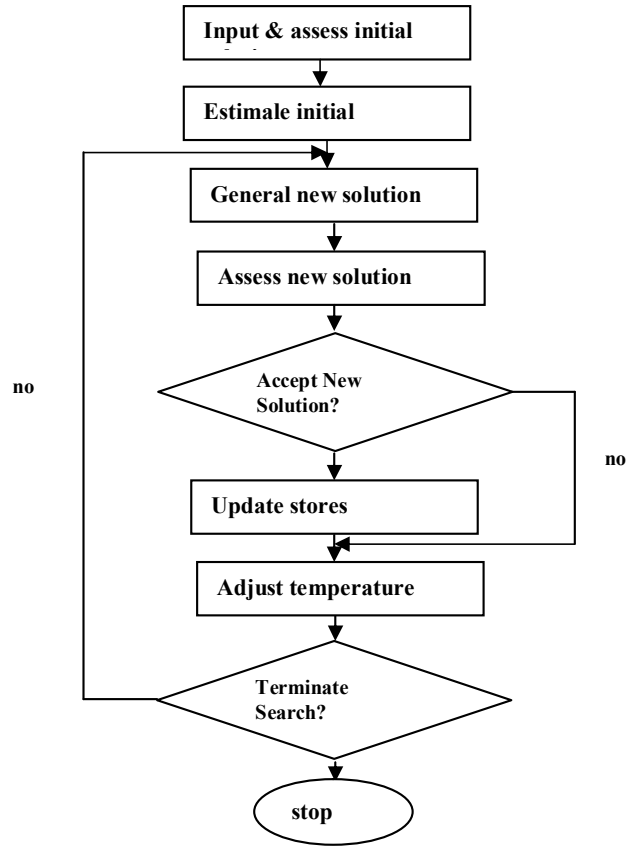 Input & assess initial
Estimale initial
General new solution
Assess new solution
no
Accept New
Solution?
no
Update stores
Adjust temperature
Terminate
Search?
stop